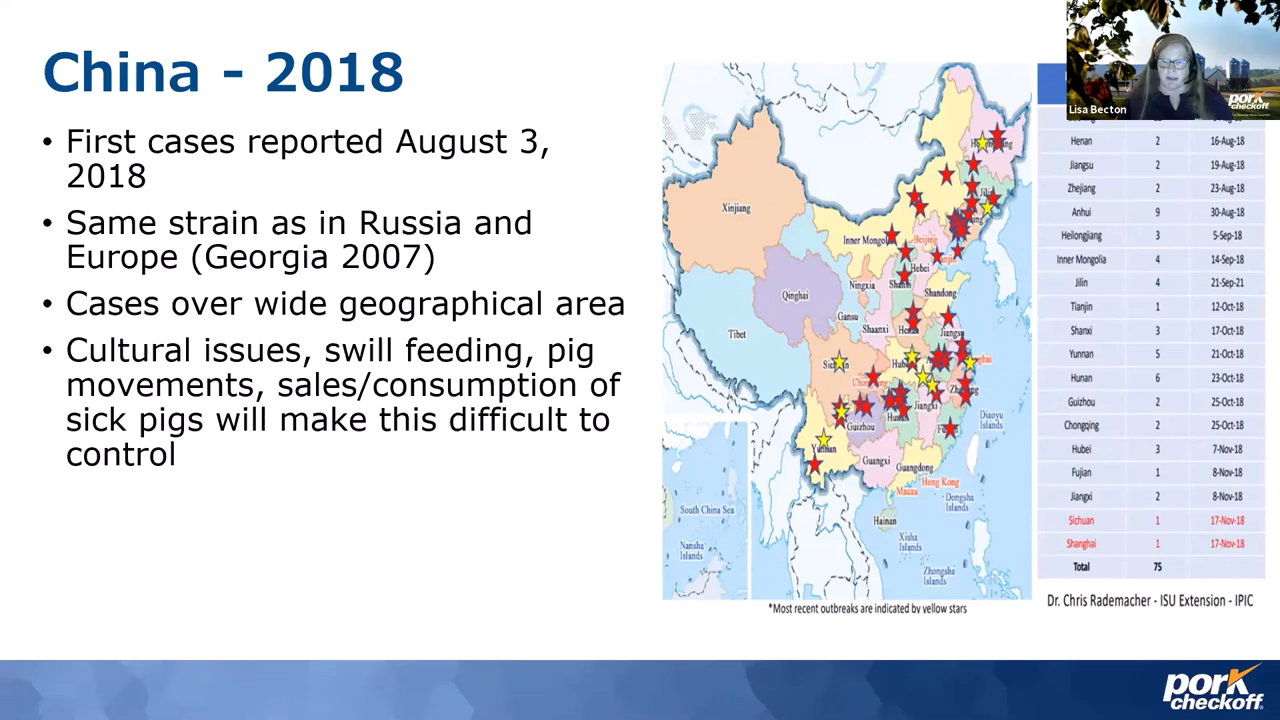 China - 2018
• First cases reported August 3,
2018
• Same strain as in Russia and
Europe (Georgia 2007)
• Cases over wide geographical area
• Cultural issues, swill feeding, pig
movements, sales/consumption of
sick pigs will make this difficult to
control
Xinjiang
Inner Mongolia
Beijing
Hebei
Ningxia
Shandong
Qinghai
Gansu
Shaanxi
Tibet
Jiangsu
Guizhou
Jiangxi
Diaoyu
Islands
Yunnan
Guangxi
Guangdong
Hong Kong
Macau
Dongsha
Islands
Hainan
South China Sea
Xisha
Islands
Nansha
Islands
Zhongsha
Islands
*Most recent outbreaks are indicated by yellow stars
Lisa Becton
pork
checkoff
Henan 2 16-Aug-18
Jiangsu 2 19-Aug-18
Zhejiang 2 23-Aug-18
Anhui 9 30-Aug-18
Heilongjiang 3 5-Sep-18
Inner Mongolia 4 14-Sep-18
Jilin 4 21-Sep-21
Tianjin 1 12-Oct-18
Shanxi 3 17-Oct-18
Yunnan 5 21-Oct-18
Hunan 6 23-Oct-18
Guizhou 2 25-Oct-18
Chongqing 2 25-Oct-18
Hubei 3 7-Nov-18
Fujian 1 8-Nov-18
Jiangxi 2 8-Nov-18
Sichuan 1 17-Nov-18
Shanghai 1 17-Nov-18
Total 75
Dr. Chris Rademacher - ISU Extension - IPIC
pork
checkoff